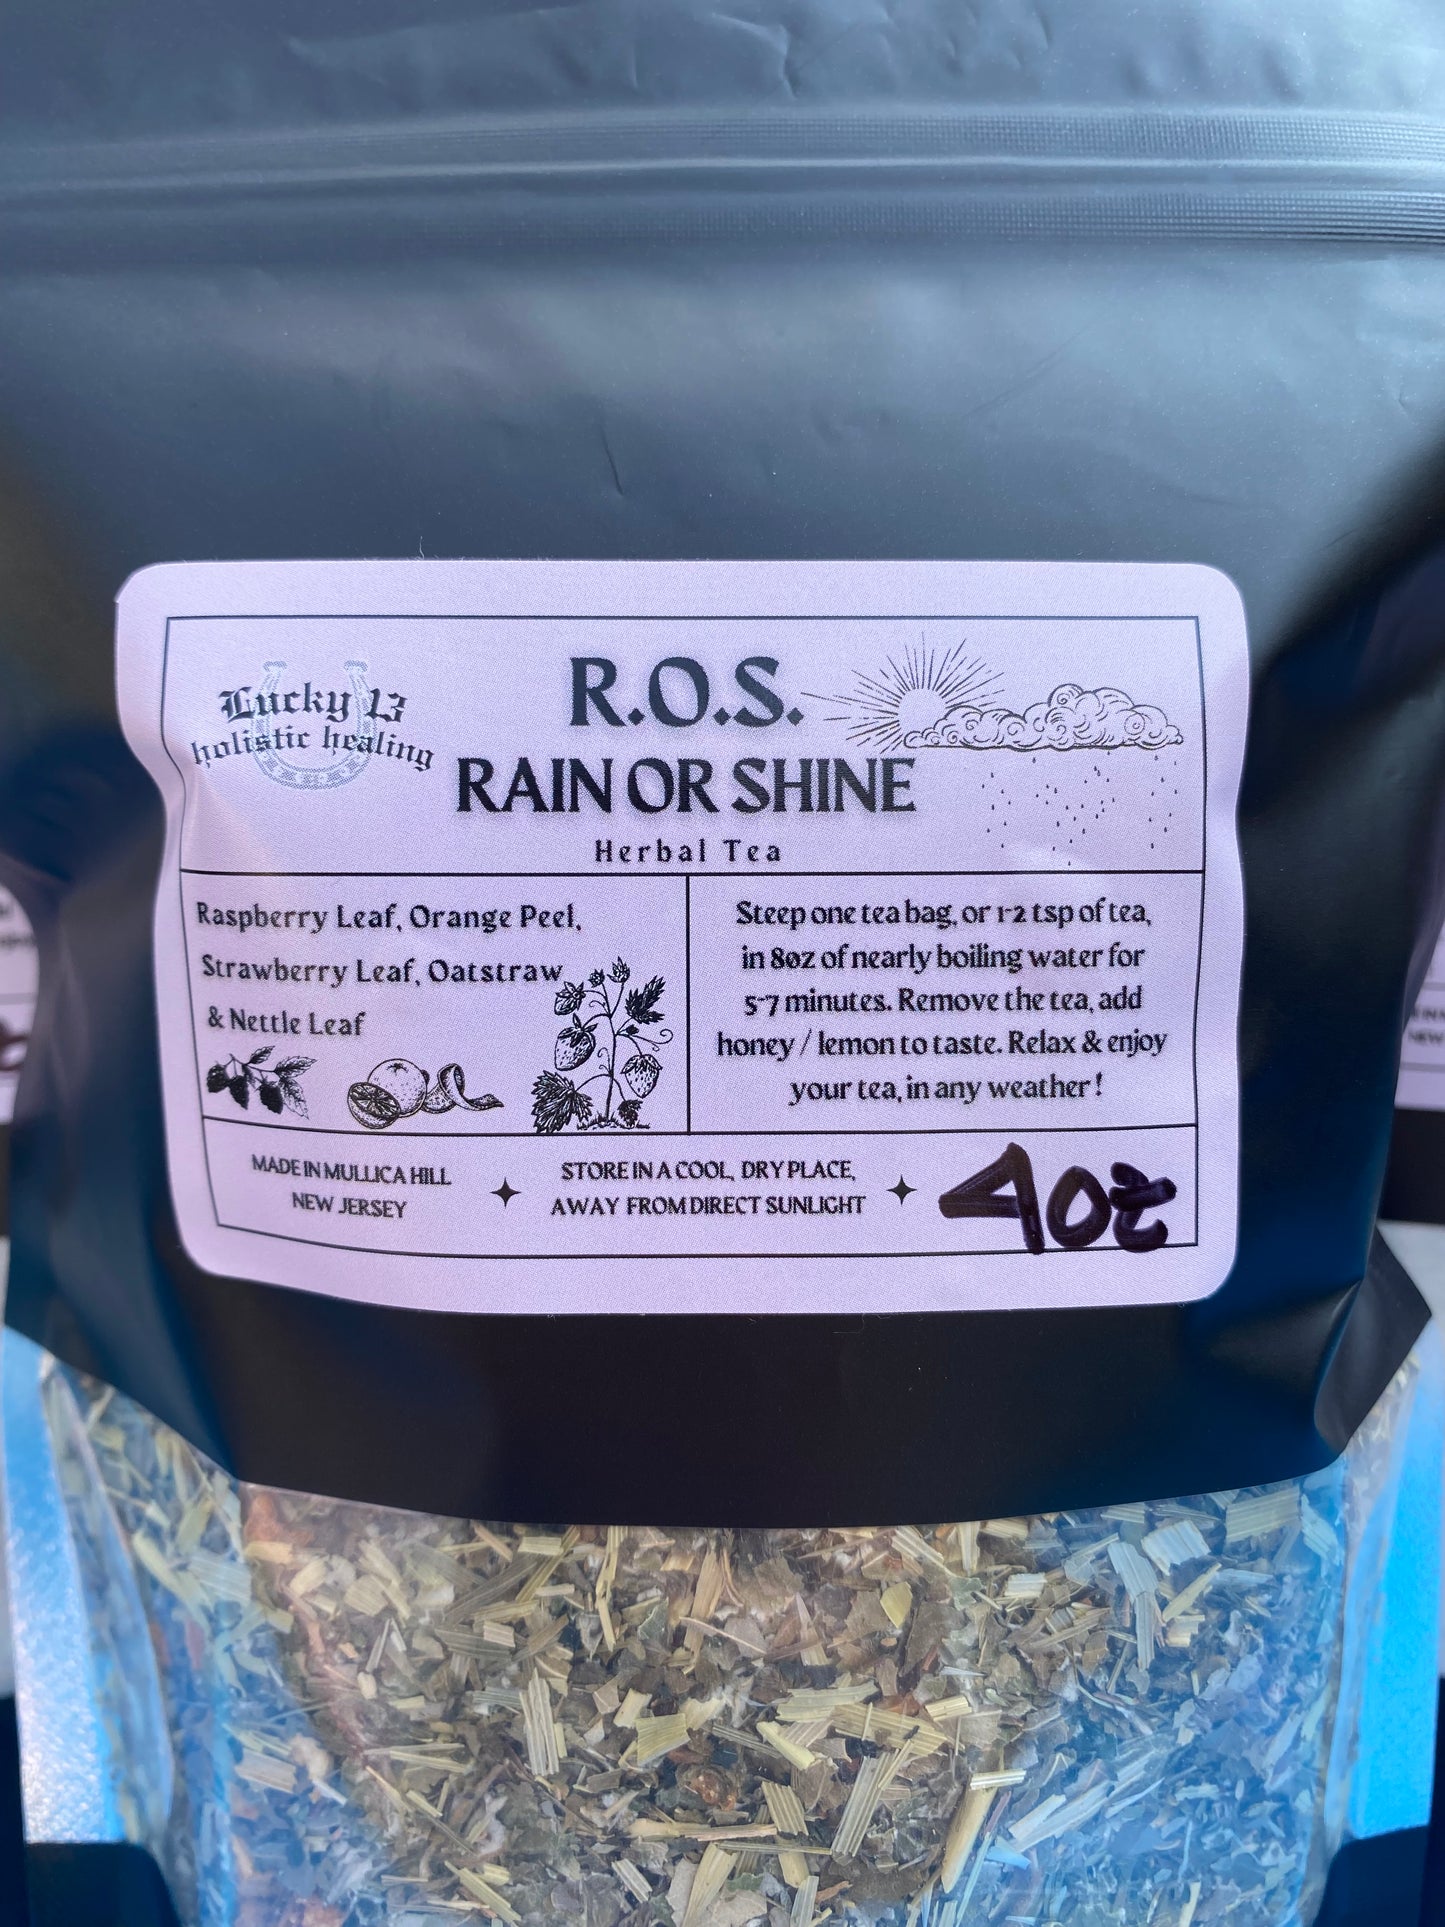 Lucky 13
holistic healing
R.O.S.
RAIN OR SHINE
Herbal Tea
Raspberry Leaf, Orange Peel,
Strawberry Leaf, Oatstraw
& Nettle Leaf
Steep one tea bag, or 1-2 tsp of tea,
in 8oz of nearly boiling water for
5-7 minutes. Remove the tea, add
honey / lemon to taste. Relax & enjoy
your tea, in any weather!
MADE IN MULLICA HILL
NEW JERSEY
STORE IN A COOL, DRY PLACE,
AWAY FROM DIRECT SUNLIGHT
4oz